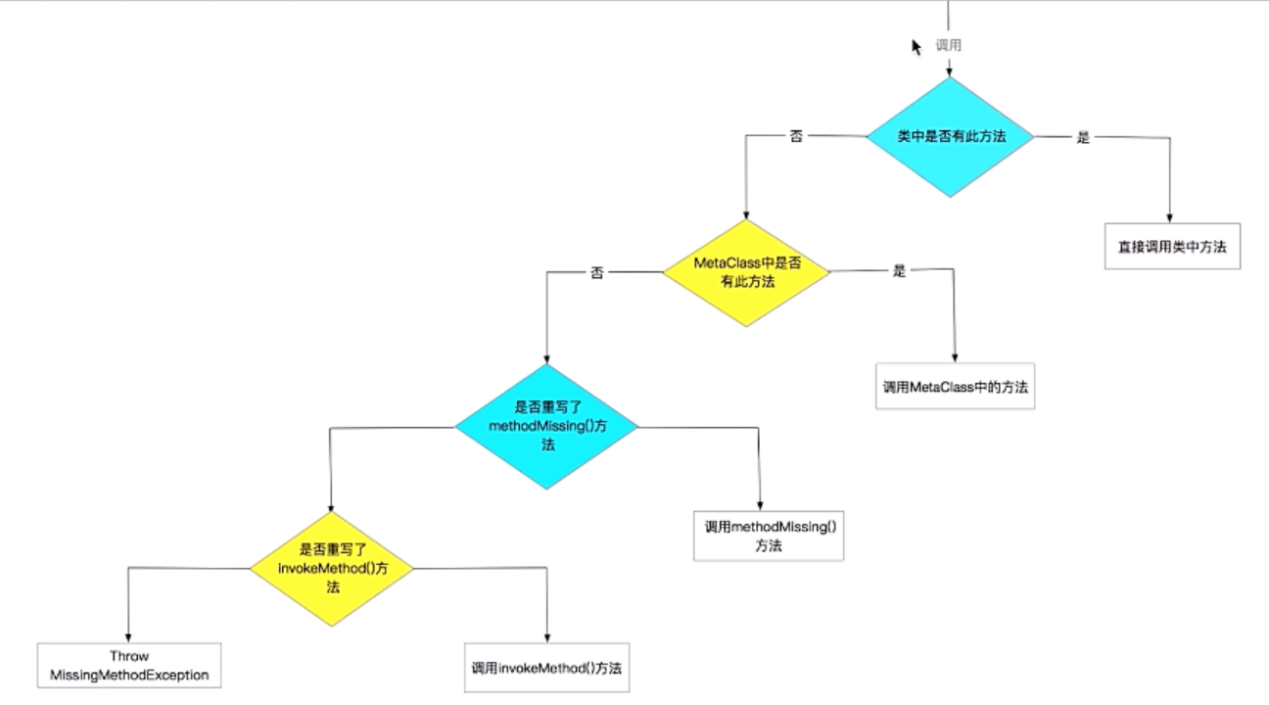 调用
类中是否有此方法
否
是
直接调用类中方法
MetaClass中是否
有此方法
否
是
调用MetaClass中的方法
是否重写了
methodMissing()方
法
调用methodMissing()
方法
是否重写了
invokeMethod()方
法
Throw
MissingMethodException
调用invokeMethod()方法